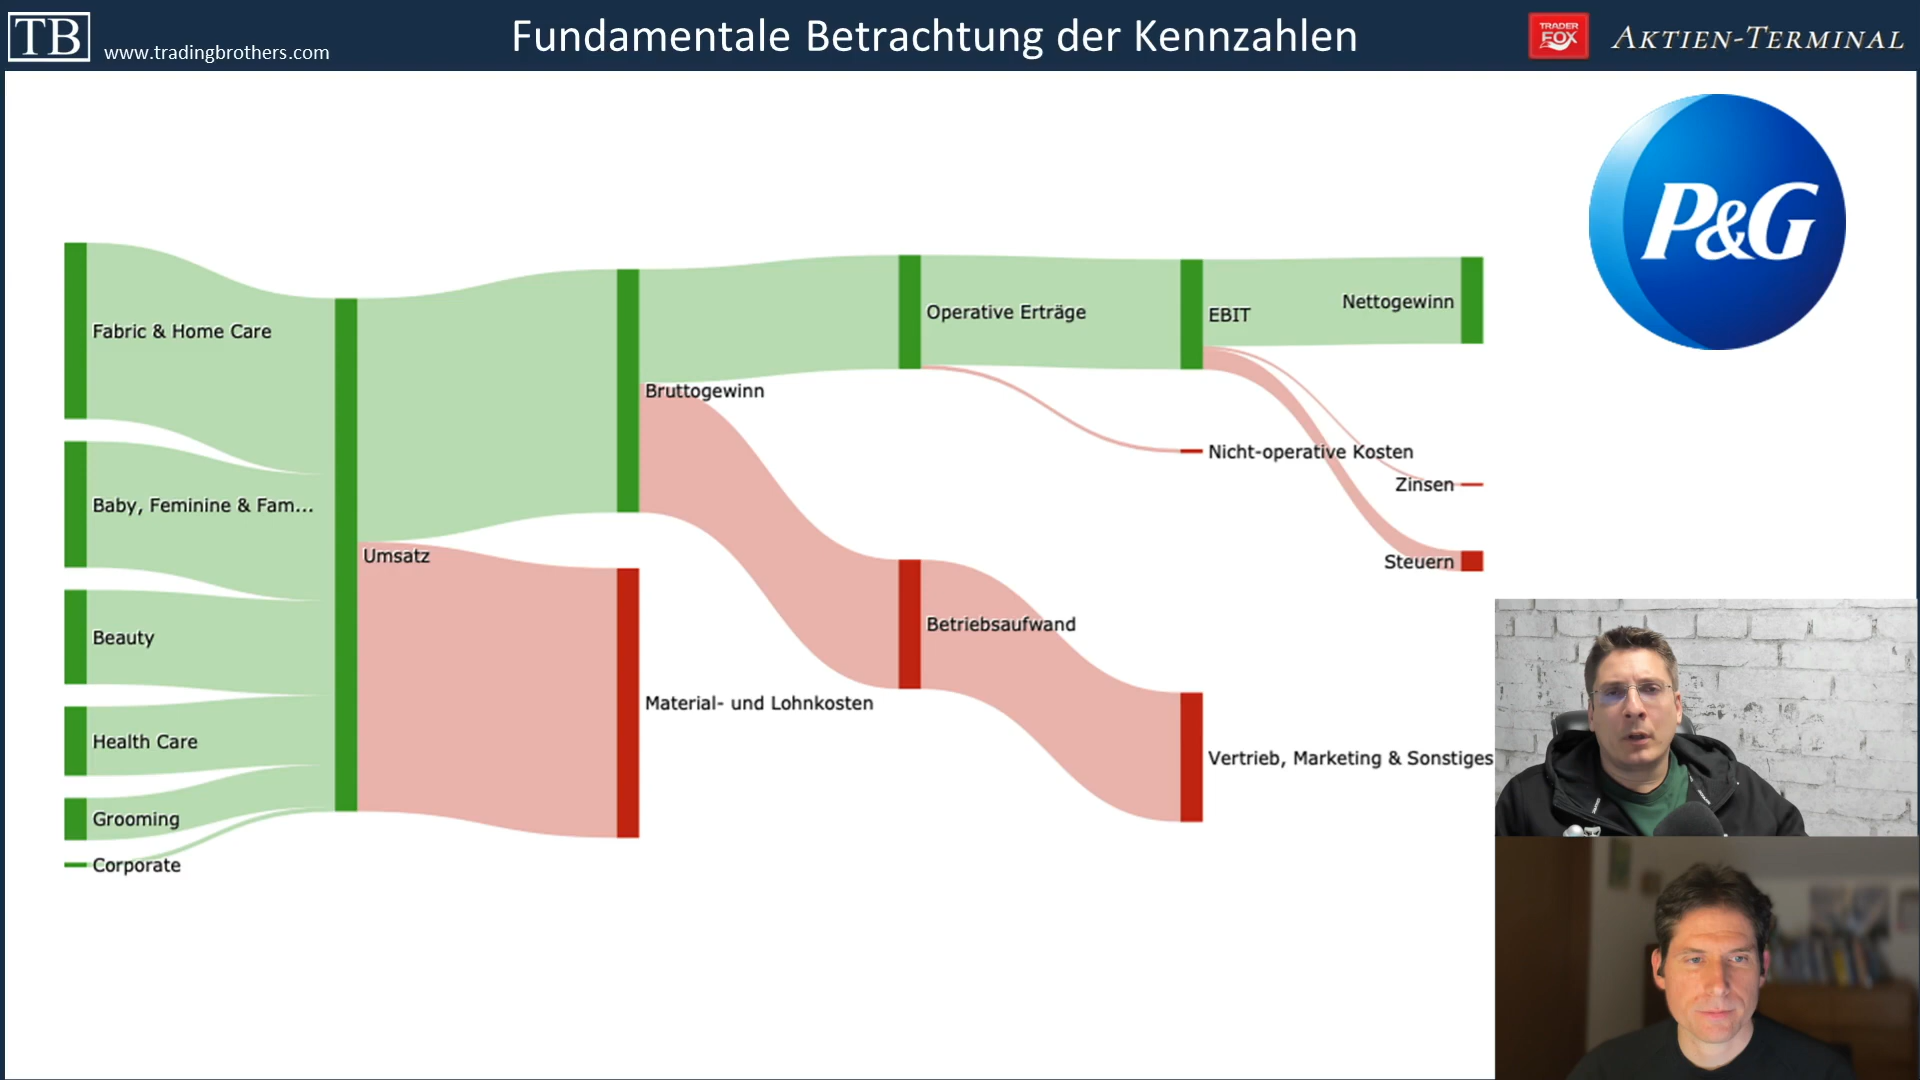 TB
www.tradingbrothers.com
Fundamentale Betrachtung der Kennzahlen
TRADER
FOX
AKTIEN-TERMINAL
P&G
Fabric & Home Care
Baby, Feminine & Fam...
Beauty
Health Care
Grooming
Corporate
Umsatz
Bruttogewinn
Material- und Lohnkosten
Operative Erträge
Betriebsaufwand
EBIT
Nicht-operative Kosten
Vertrieb, Marketing & Sonstiges
Nettogewinn
Zinsen
Steuern